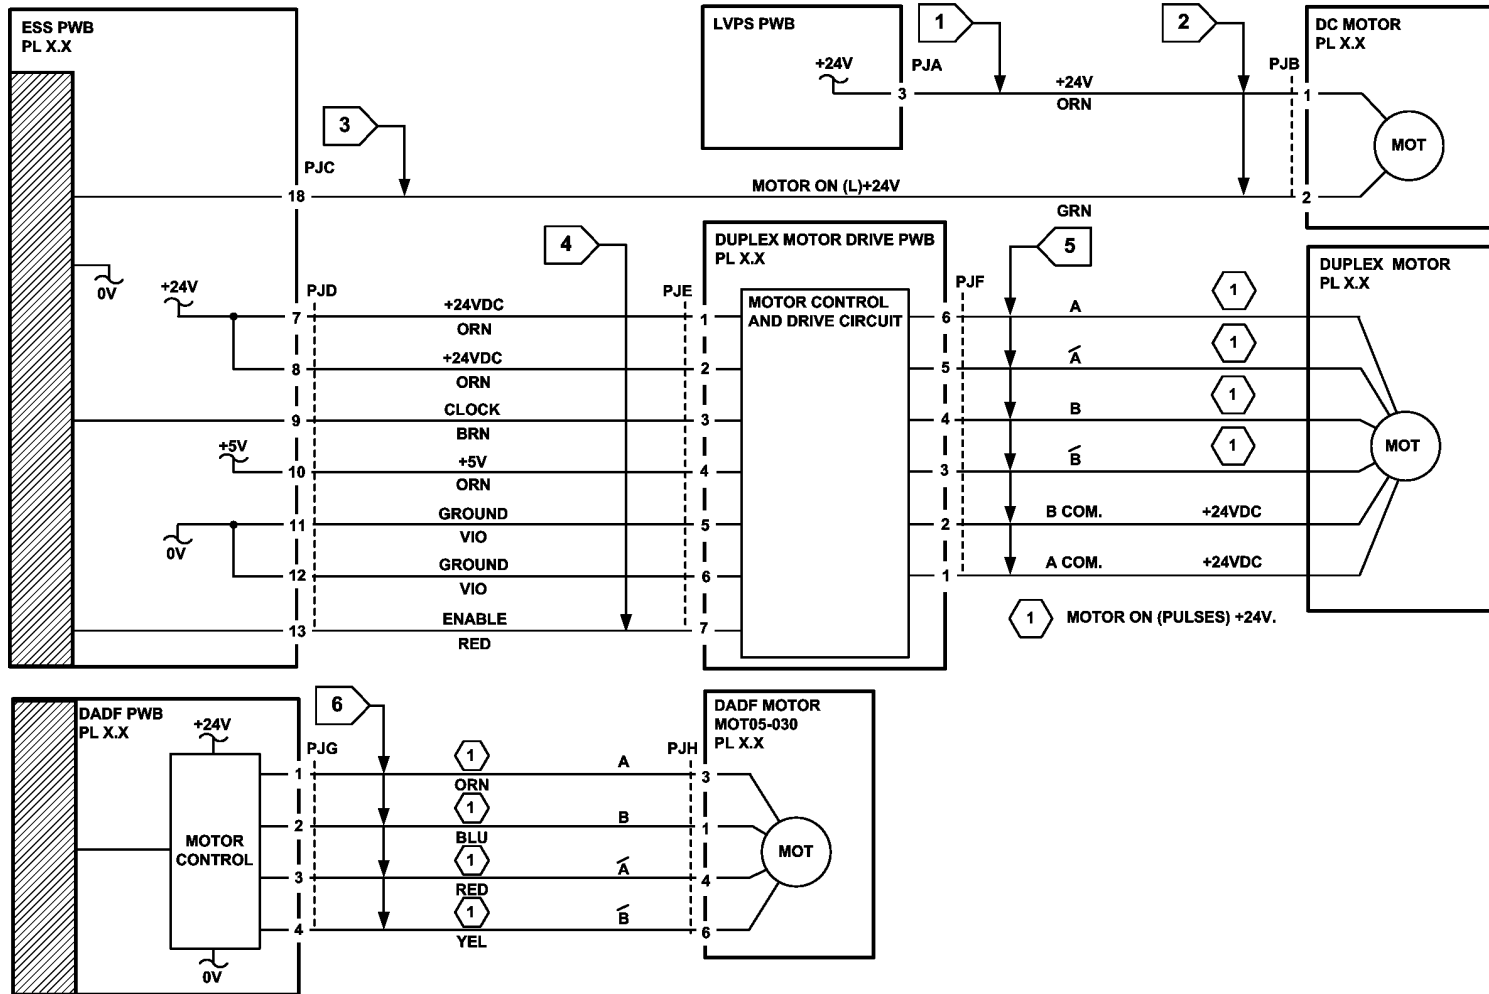 ESS PWB
PL X.X
LVPS PWB
1
2
DC MOTOR
PL X.X
+24V
PJA
PJB
3
+24V
ORN
1
MOT
3
PJC
18
MOTOR ON (L)+24V
GRN
2
0V
+24V
4
DUPLEX MOTOR DRIVE PWB
PL X.X
5
DUPLEX MOTOR
PL X.X
PJD
PJE
PJF
MOTOR CONTROL
AND DRIVE CIRCUIT
7
+24VDC
ORN
1
6
A
1
8
+24VDC
ORN
2
5
A̅
1
9
CLOCK
BRN
3
4
B
1
MOT
+5V
10
+5V
ORN
4
3
B̅
1
0V
11
GROUND
VIO
5
2
B COM.
+24VDC
12
GROUND
VIO
6
1
A COM.
+24VDC
13
ENABLE
RED
7
1
MOTOR ON (PULSES) +24V.
DADF PWB
PL X.X
+24V
6
DADF MOTOR
MOT05-030
PL X.X
PJG
PJH
MOTOR
CONTROL
0V
1
1
ORN
A
3
2
1
BLU
B
1
MOT
3
1
RED
A̅
4
4
1
YEL
B̅
6